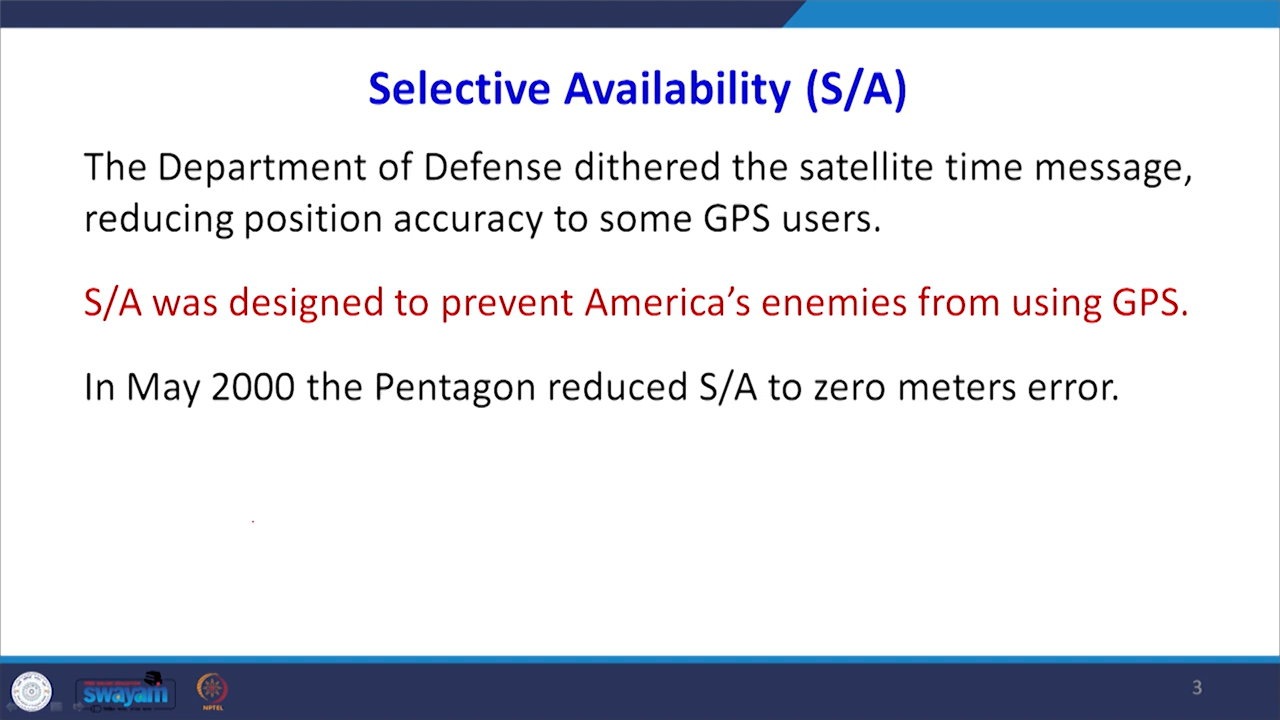 Selective Availability (S/A)
The Department of Defense dithered the satellite time message,
reducing position accuracy to some GPS users.
S/A was designed to prevent America’s enemies from using GPS.
In May 2000 the Pentagon reduced S/A to zero meters error.
swayam
NPTEL
3